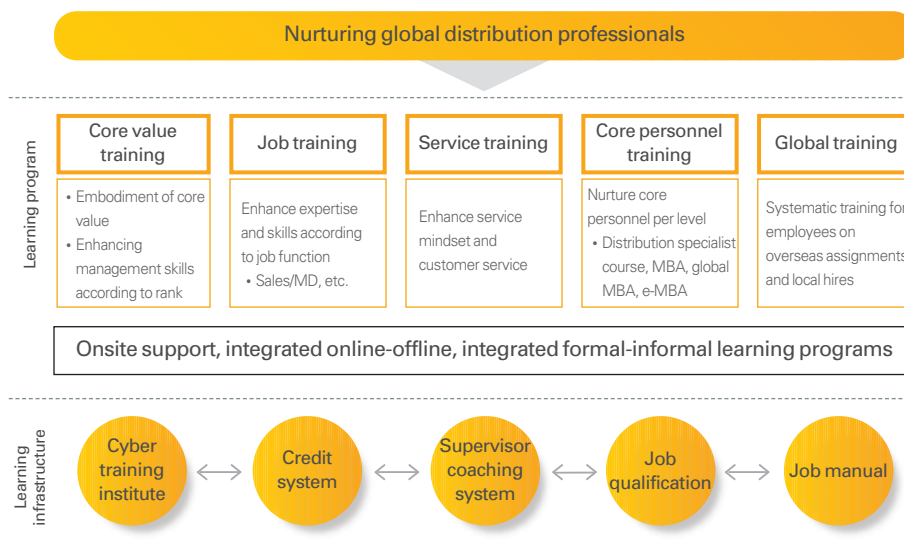 Nurturing global distribution professionals
Learning program
Core value
training
• Embodiment of core
value
• Enhancing
management skills
according to rank
Job training
Enhance expertise
and skills according
to job function
• Sales/MD, etc.
Service training
Enhance service
mindset and
customer service
Core personnel
training
Nurture core
personnel per level
• Distribution specialist
course, MBA, global
MBA, e-MBA
Global training
Systematic training for
employees on
overseas assignments
and local hires
Onsite support, integrated online-offline, integrated formal-informal learning programs
Learning
infrastructure
Cyber
training
institute
Credit
system
Supervisor
coaching
system
Job
qualification
Job manual